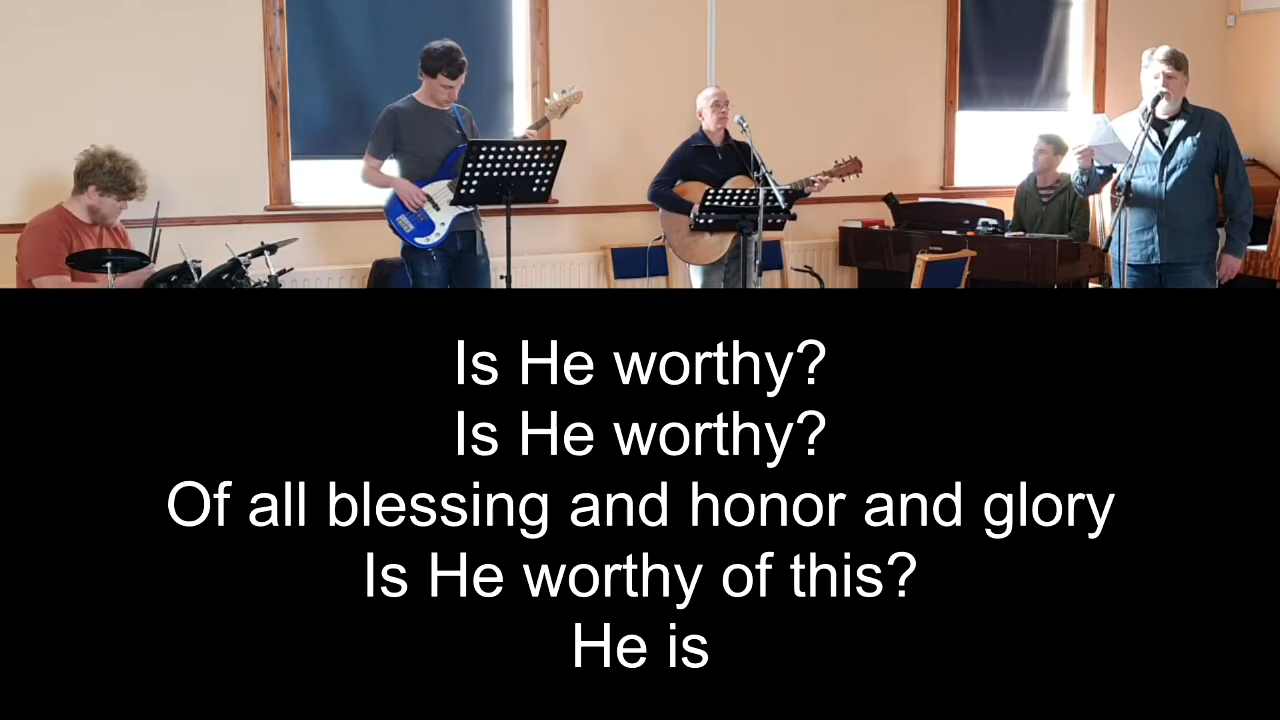 Is He worthy?
Is He worthy?
Of all blessing and honor and glory
Is He worthy of this?
He is